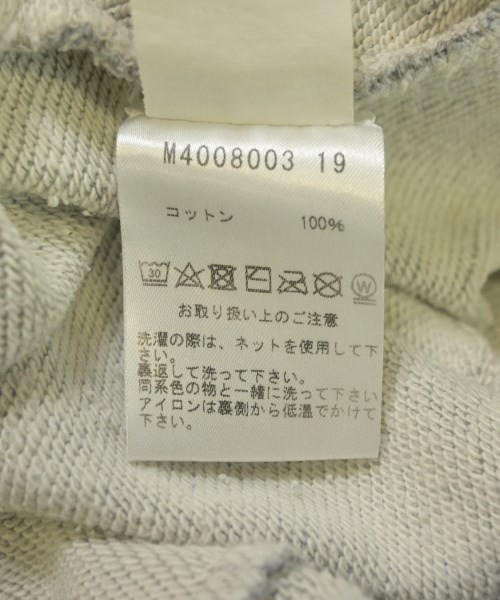 M4008003 19
コットン 100%
30
W
お取り扱い上のご注意
洗濯の際は、ネットを使用して下
さい。
裏返して洗って下さい。
同系色の物と一緒に洗って下さい
アイロンは裏側から低温でかけて
下さい。